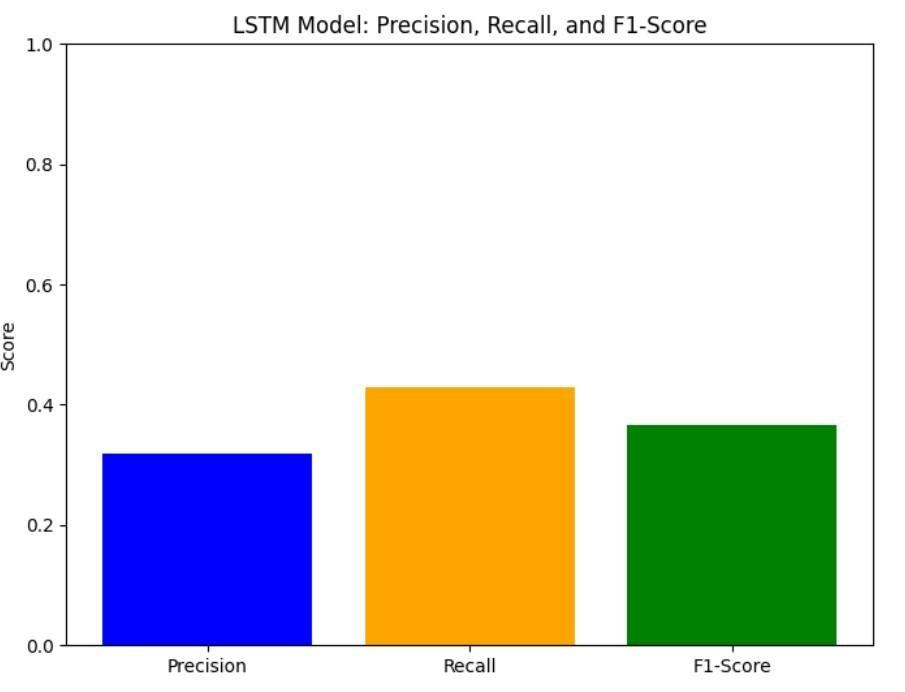 LSTM Model: Precision, Recall, and F1-Score
1.0
0.8
0.6
0.4
0.2
0.0
Score
Precision
Recall
F1-Score